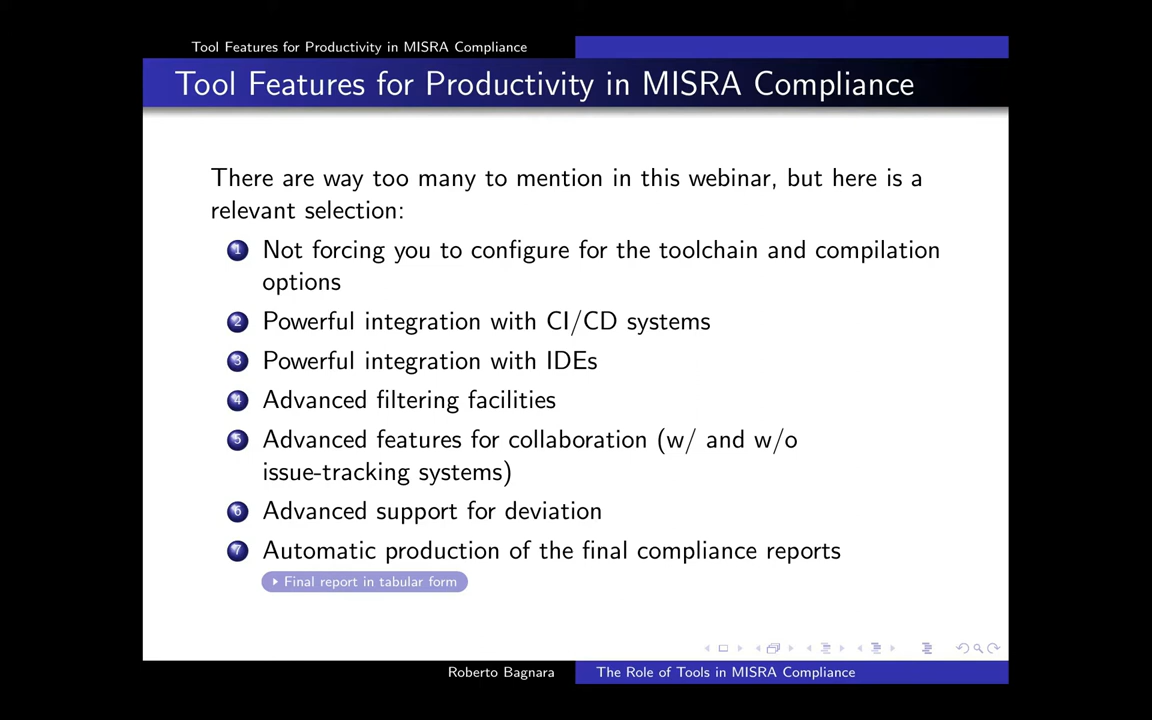 Tool Features for Productivity in MISRA Compliance
Tool Features for Productivity in MISRA Compliance
There are way too many to mention in this webinar, but here is a
relevant selection:
1 Not forcing you to configure for the toolchain and compilation
options
2 Powerful integration with CI/CD systems
3 Powerful integration with IDEs
4 Advanced filtering facilities
5 Advanced features for collaboration (w/ and w/o
issue-tracking systems)
6 Advanced support for deviation
7 Automatic production of the final compliance reports
Final report in tabular form
Roberto Bagnara The Role of Tools in MISRA Compliance